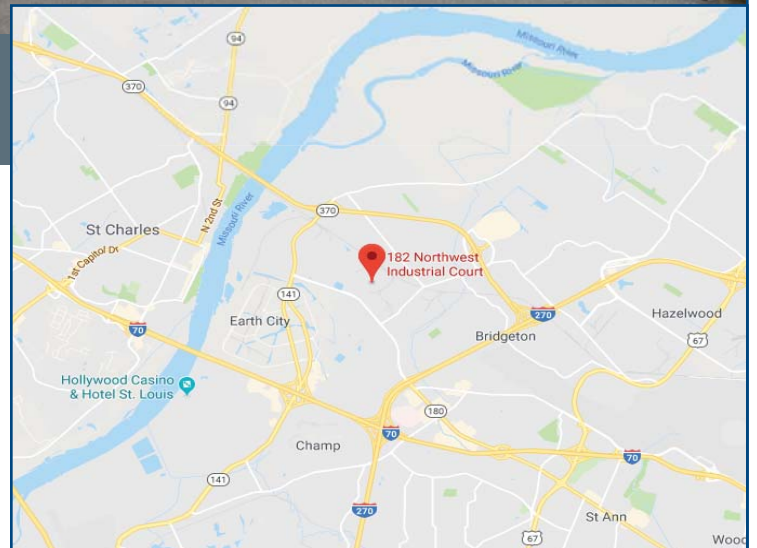 94
Missouri River
370
Missouri River
94
N 2nd St
370
St Charles
Missouri River
1st Capitol Dr
182 Northwest
Industrial Court
141
Earth City
270
Hazelwood
70
Bridgeton
67
Hollywood Casino
& Hotel St. Louis
180
70
Champ
70
141
270
St Ann
67
Wood